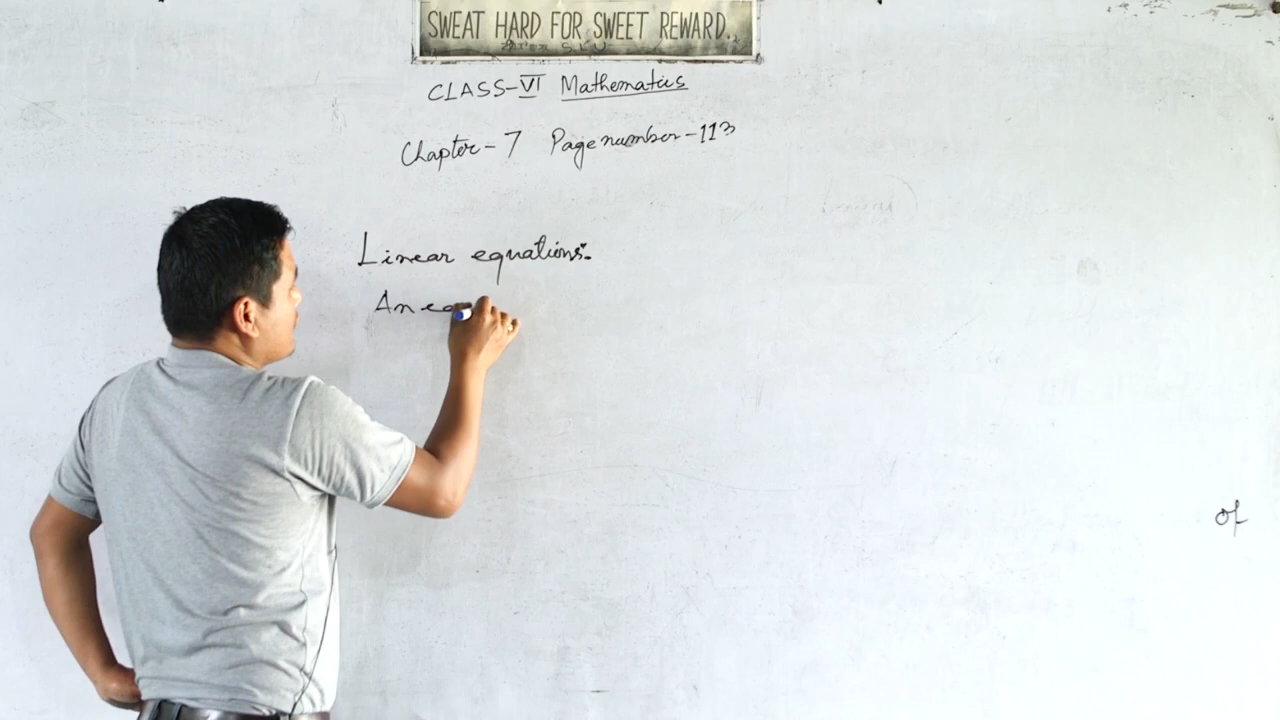 SWEAT HARD FOR SWEET REWARD..
CLASS-VI Mathematics
Chapter-7 Page number-113
Linear equations:-
An eq
of